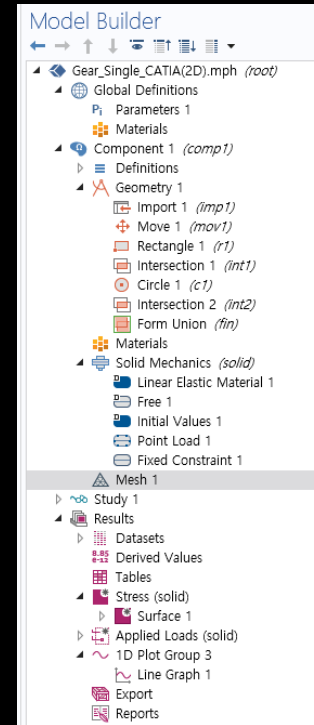 Model Builder
Gear_Single_CATIA(2D).mph (root)
Global Definitions
Pi Parameters 1
Materials
Component 1 (comp1)
Definitions
Geometry 1
Import 1 (imp1)
Move 1 (mov1)
Rectangle 1 (r1)
Intersection 1 (int1)
Circle 1 (c1)
Intersection 2 (int2)
Form Union (fin)
Materials
Solid Mechanics (solid)
D Linear Elastic Material 1
D Free 1
D Initial Values 1
Point Load 1
Fixed Constraint 1
Mesh 1
Study 1
Results
Datasets
8.85 e-12 Derived Values
Tables
Stress (solid)
Surface 1
Applied Loads (solid)
1D Plot Group 3
Line Graph 1
Export
Reports